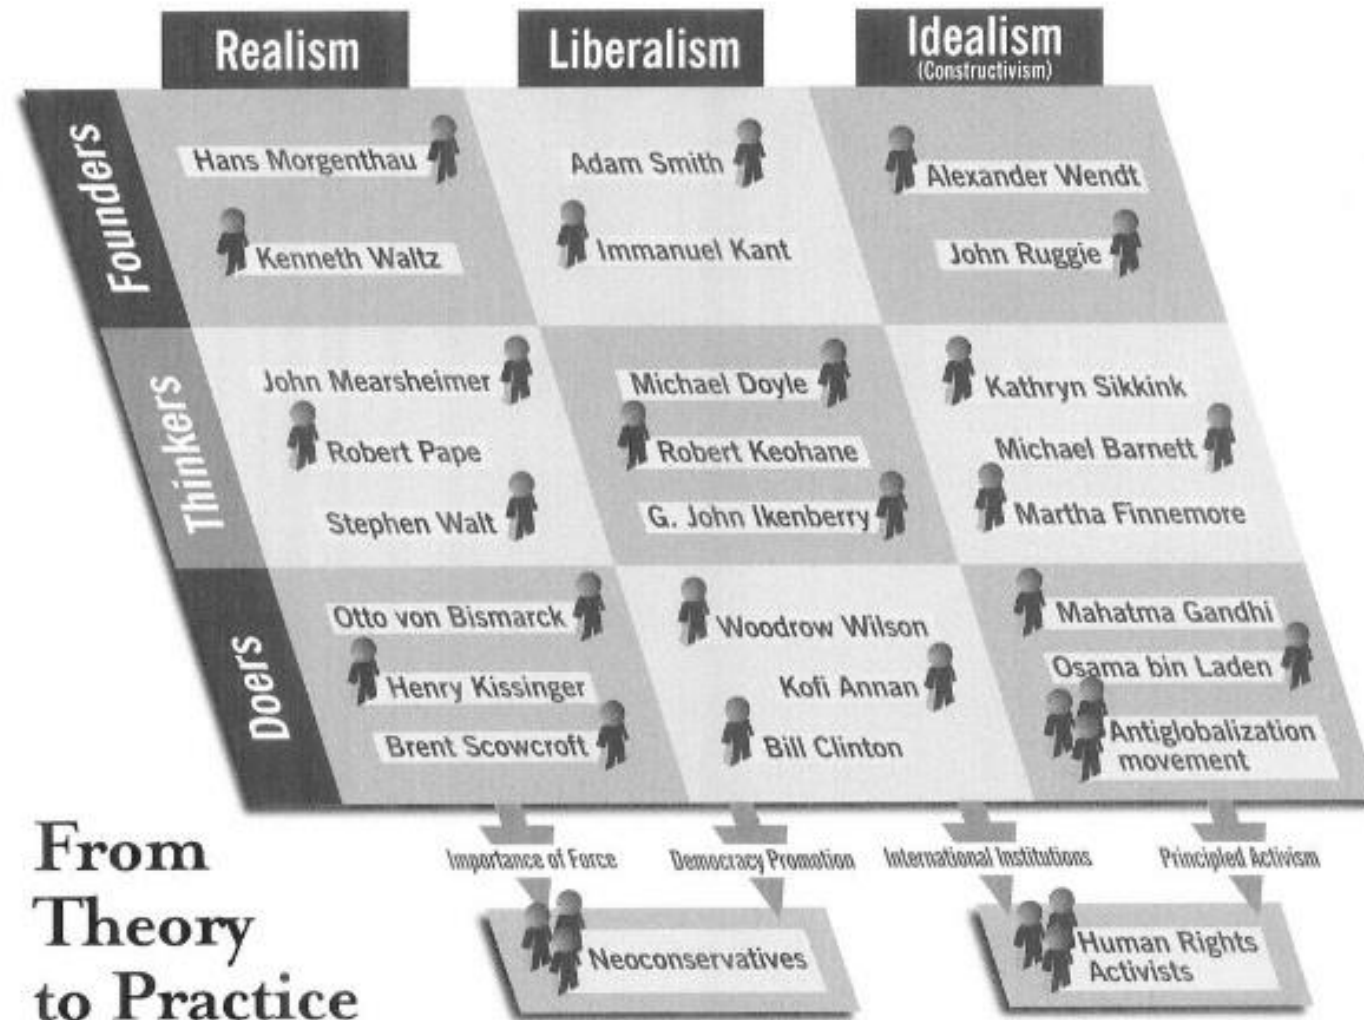 Realism
Liberalism
Idealism
(Constructivism)
Founders
Hans Morgenthau
Kenneth Waltz
Adam Smith
Immanuel Kant
Alexander Wendt
John Ruggie
Thinkers
John Mearsheimer
Robert Pape
Stephen Walt
Michael Doyle
Robert Keohane
G. John Ikenberry
Kathryn Sikkink
Michael Barnett
Martha Finnemore
Doers
Otto von Bismarck
Henry Kissinger
Brent Scowcroft
Woodrow Wilson
Kofi Annan
Bill Clinton
Mahatma Gandhi
Osama bin Laden
Antiglobalization
movement
Importance of Force
Democracy Promotion
International Institutions
Principled Activism
Neoconservatives
Human Rights
Activists
From
Theory
to Practice